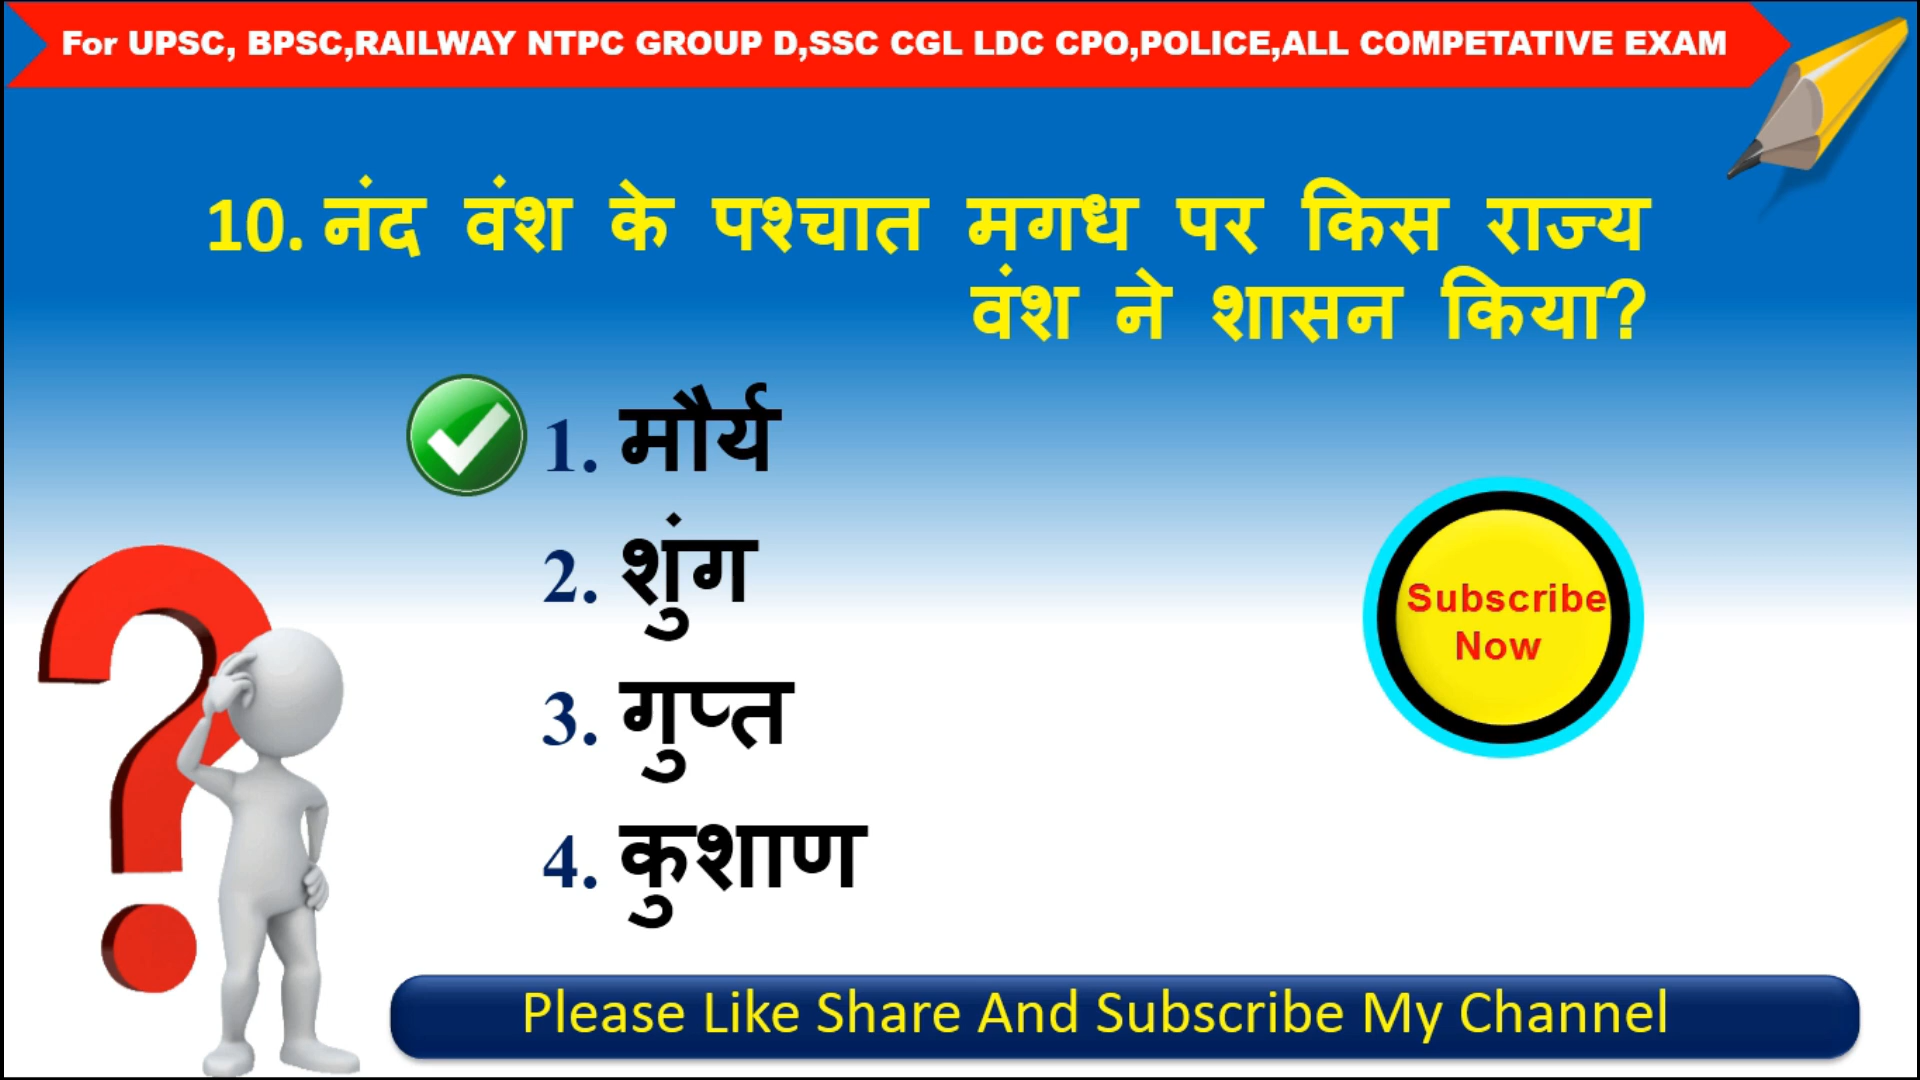 For UPSC, BPSC,RAILWAY NTPC GROUP D,SSC CGL LDC CPO,POLICE,ALL COMPETATIVE EXAM
10. नंद वंश के पश्चात मगध पर किस राज्य
वंश ने शासन किया?
1. मौर्य
2. शुंग
3. गुप्त
4. कुशाण
Subscribe
Now
Please Like Share And Subscribe My Channel